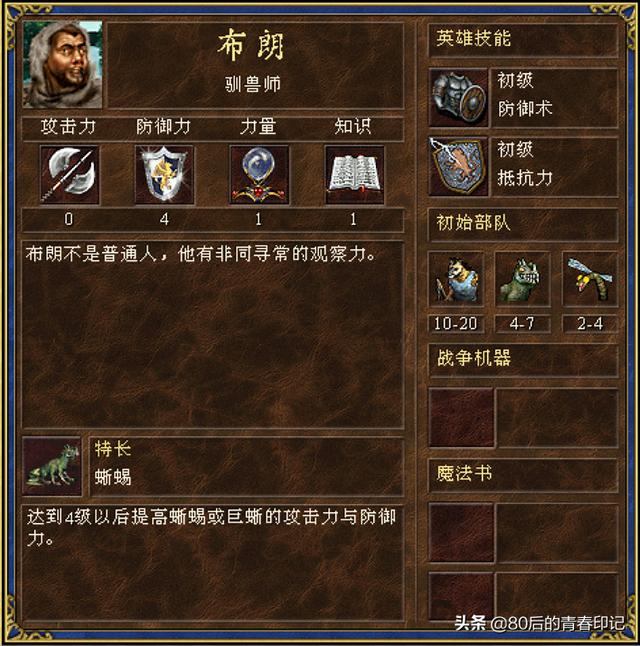 布朗
驯兽师
攻击力 防御力 力量 知识
0 4 1 1
布朗不是普通人，他有非同寻常的观察力。
特长
蜥蜴
达到4级以后提高蜥蜴或巨蜥的攻击力与防御
力。
英雄技能
初级
防御术
初级
抵抗力
初始部队
10-20 4-7 2-4
战争机器
魔法书
头条 @80后的青春印记